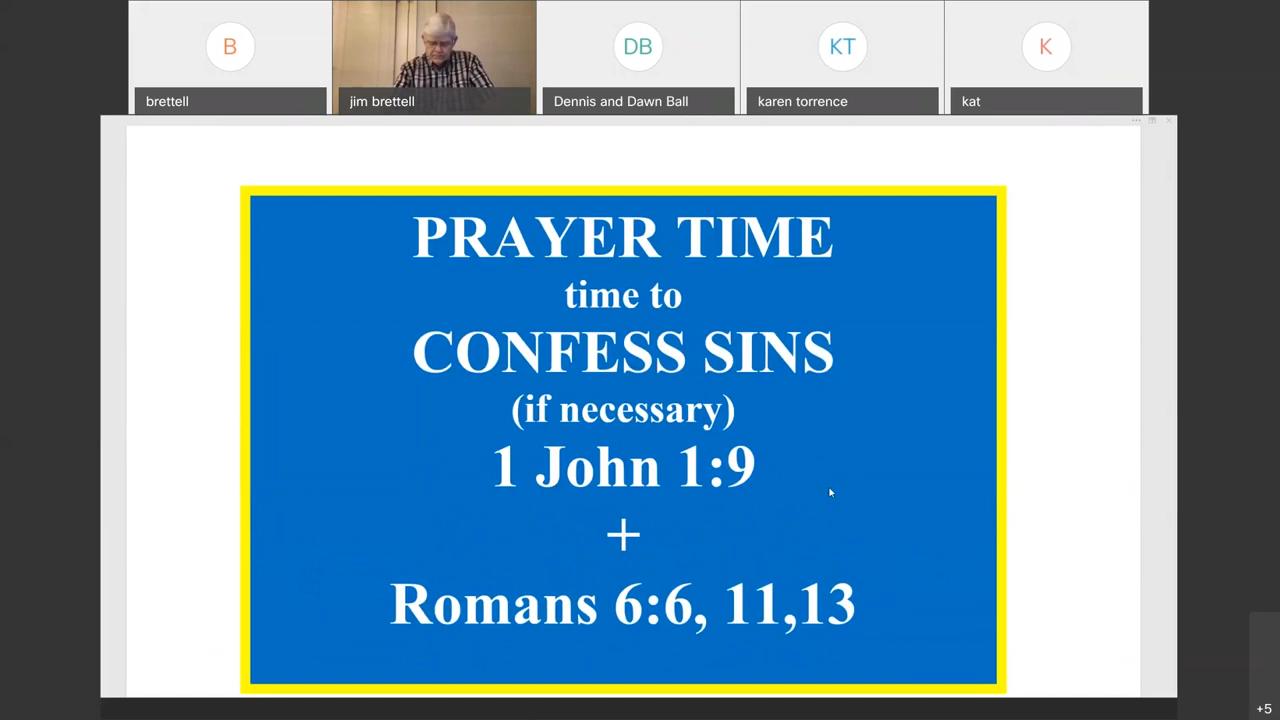 B
DB
KT
K
brettell
jim brettell
Dennis and Dawn Ball
karen torrence
kat
PRAYER TIME
time to
CONFESS SINS
(if necessary)
1 John 1:9
+
Romans 6:6, 11,13
+5